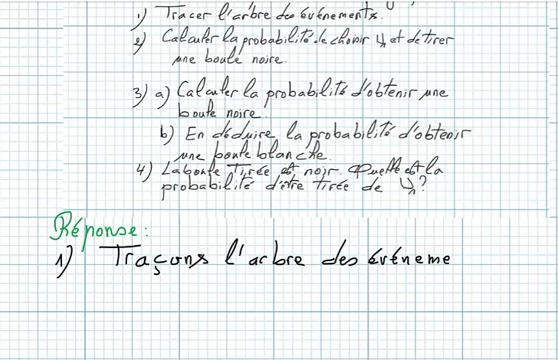 1) Tracer l'arbre des événements.
2) Calculer la probabilité de choisir U₁ et de tirer
une boule noire.
3) a) Calculer la probabilité d'obtenir une
boule noire
b) En déduire la probabilité d'obtenir
une boule blanche.
4) La boule tirée est noir. Quelle est la
probabilité d'être tirée de U₁?
Réponse:
1) Traçons l'arbre des événeme